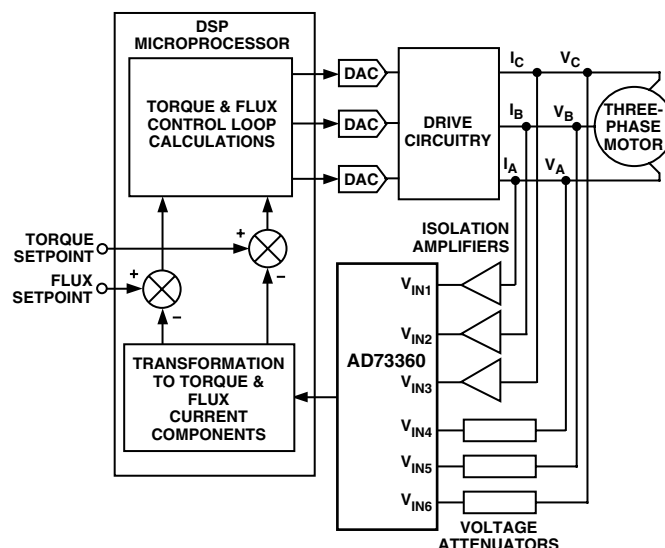 DSP
MICROPROCESSOR
TORQUE & FLUX
CONTROL LOOP
CALCULATIONS
DAC
DAC
DAC
DRIVE
CIRCUITRY
IC
VC
IB
VB
IA
VA
THREE-
PHASE
MOTOR
TORQUE
SETPOINT
+
–
FLUX
SETPOINT
+
–
ISOLATION
AMPLIFIERS
TRANSFORMATION
TO TORQUE &
FLUX
CURRENT
COMPONENTS
AD73360
VIN1
VIN2
VIN3
VIN4
VIN5
VIN6
VOLTAGE
ATTENUATORS